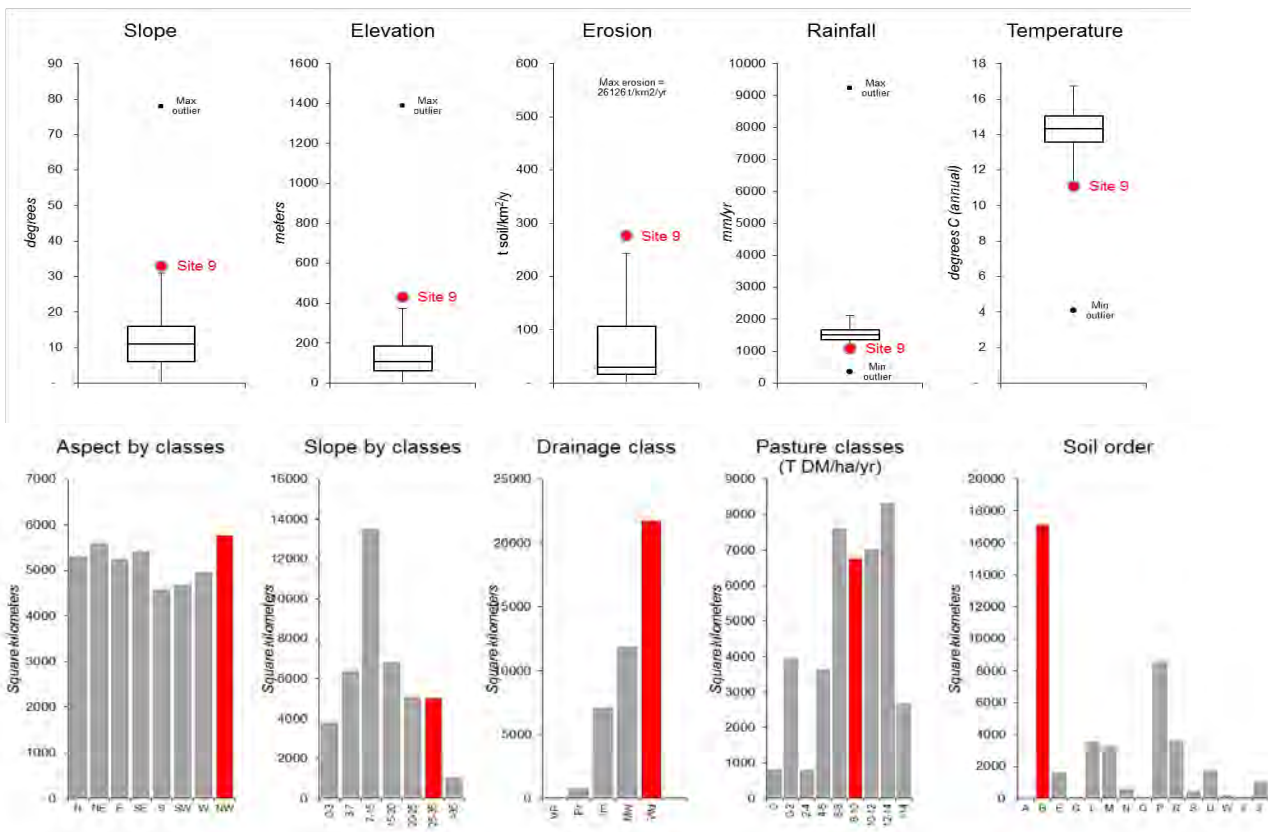 Slope
Elevation
Erosion
Rainfall
Temperature
90
80
70
60
50
40
30
20
10
-
degrees
Max
outlier
Site 9
1600
1400
1200
1000
800
600
400
200
0
meters
Max
outlier
Site 9
600
500
400
300
200
100
-
t soil/km²/y
Max erosion =
26126 t/km2/yr
Site 9
10000
9000
8000
7000
6000
5000
4000
3000
2000
1000
0
mm/yr
Max
outlier
Site 9
Min
outlier
18
16
14
12
10
8
6
4
2
-
degrees C (annual)
Site 9
Min
outlier
Aspect by classes
Slope by classes
Drainage class
Pasture classes
(T DM/ha/yr)
Soil order
7000
6000
5000
4000
3000
2000
1000
0
Square kilometers
N NE E SE S SW W NW
16000
14000
12000
10000
8000
6000
4000
2000
0
Square kilometers
0-3 3-7 7-15 15-20 20-25 25-35 >35
25000
20000
15000
10000
5000
0
Square kilometers
9000
8000
7000
6000
5000
4000
3000
2000
1000
0
Square kilometers
0 0-2 2-4 4-6 6-8 8-10 10-12 12-14 >14
20000
18000
16000
14000
12000
10000
8000
6000
4000
2000
0
Square kilometers
A B E G L M N O P R S U W